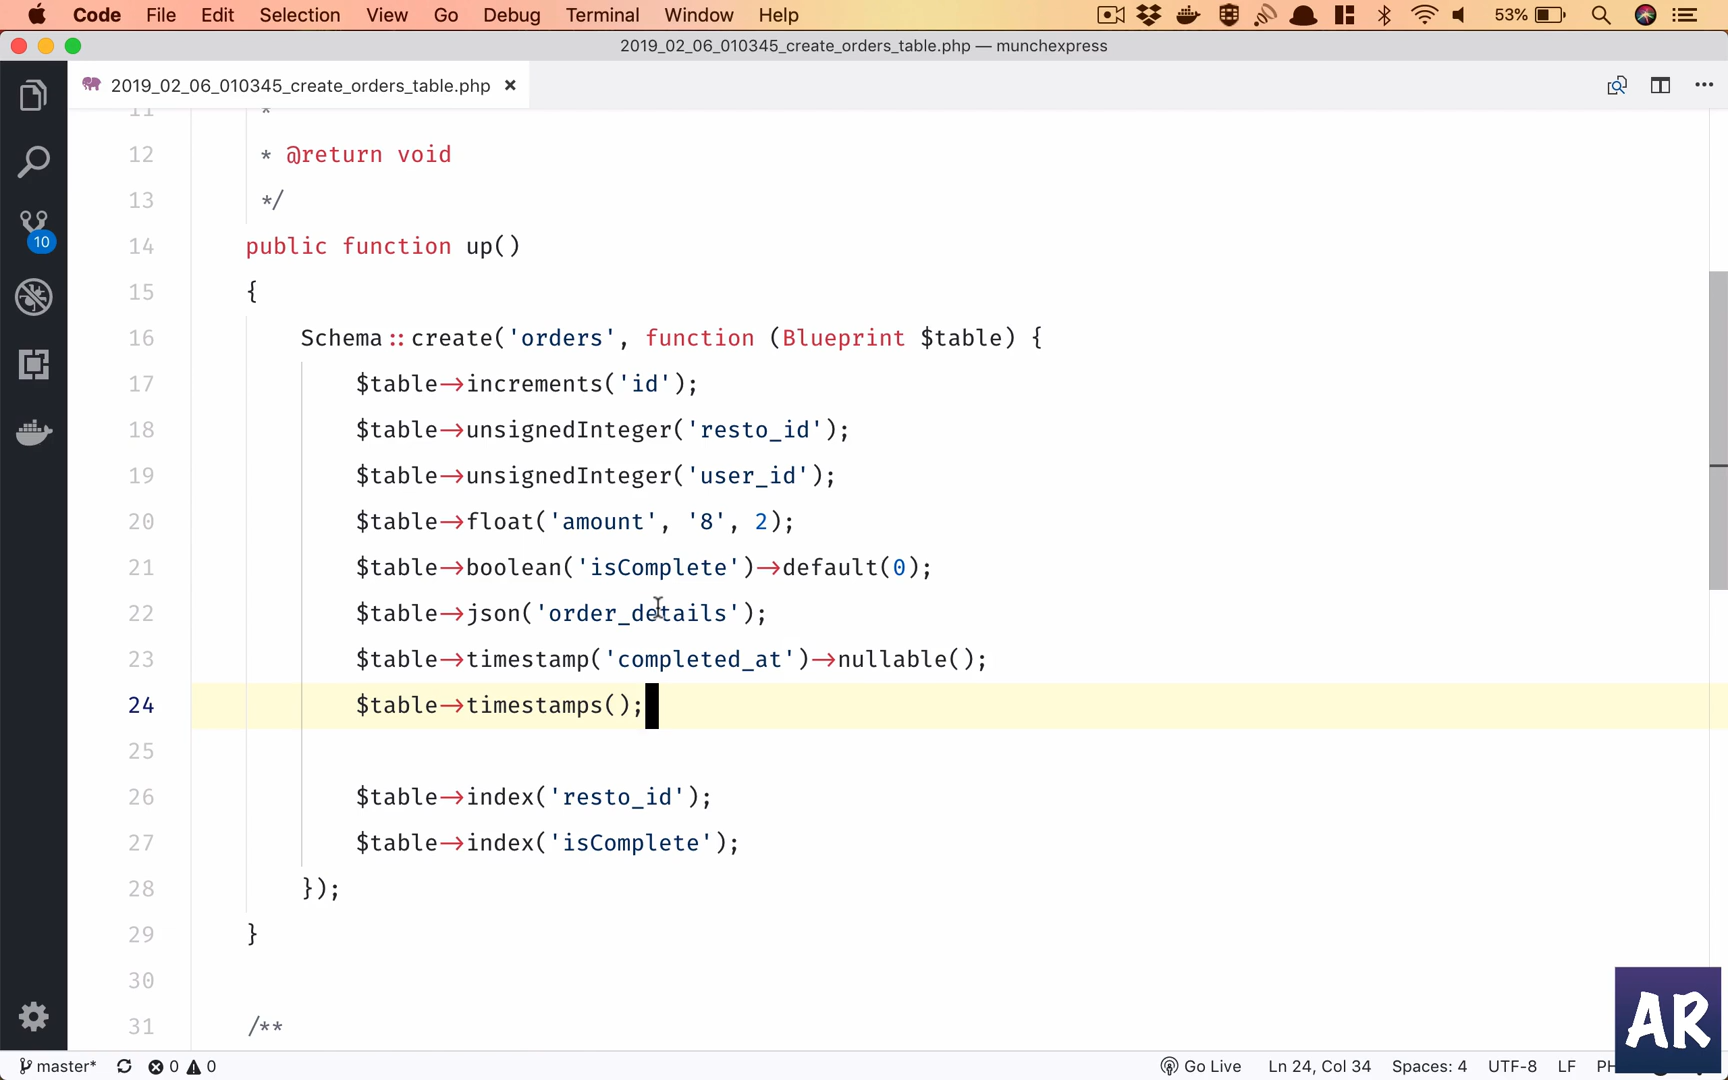 Code File Edit Selection View Go Debug Terminal Window Help 53%
2019_02_06_010345_create_orders_table.php — munchexpress
2019_02_06_010345_create_orders_table.php
11 *
12 * @return void
13 */
14 public function up()
15 {
16 Schema::create('orders', function (Blueprint $table) {
17 $table->increments('id');
18 $table->unsignedInteger('resto_id');
19 $table->unsignedInteger('user_id');
20 $table->float('amount', '8', 2);
21 $table->boolean('isComplete')->default(0);
22 $table->json('order_details');
23 $table->timestamp('completed_at')->nullable();
24 $table->timestamps();
25
26 $table->index('resto_id');
27 $table->index('isComplete');
28 });
29 }
30
31 /**
10
AR
master* 0 0 Go Live Ln 24, Col 34 Spaces: 4 UTF-8 LF